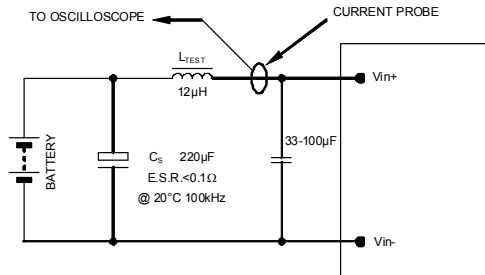 TO OSCILLOSCOPE
CURRENT PROBE
LTEST
12µH
Vin+
BATTERY
CS 220µF
E.S.R.<0.1Ω
@ 20°C 100kHz
33-100µF
Vin-